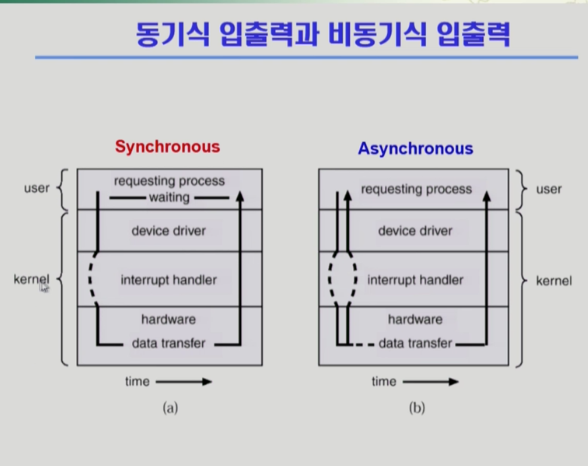 동기식 입출력과 비동기식 입출력
Synchronous
user
requesting process
waiting
device driver
kernel
interrupt handler
hardware
data transfer
time
(a)
Asynchronous
requesting process
user
device driver
interrupt handler
kernel
hardware
data transfer
time
(b)